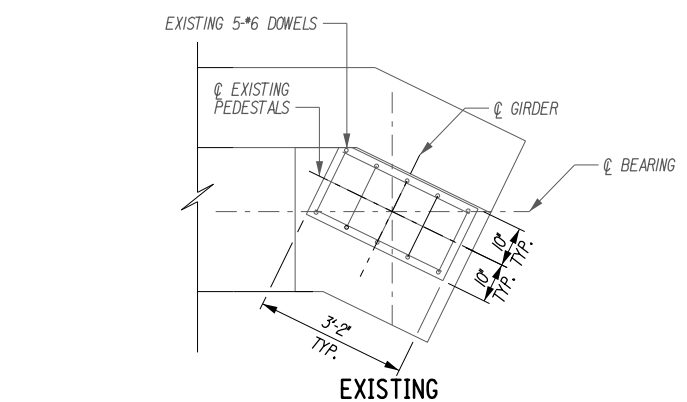 EXISTING 5-#6 DOWELS
℄ EXISTING
PEDESTALS
℄ GIRDER
℄ BEARING
10"
TYP.
10"
TYP.
3'-2"
TYP.
EXISTING